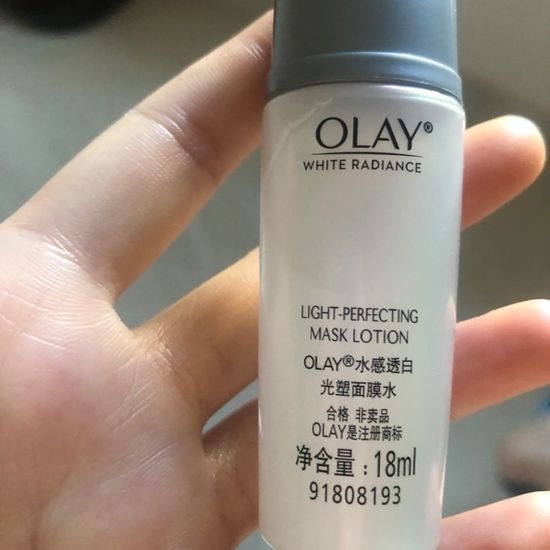 OLAY®
WHITE RADIANCE
LIGHT-PERFECTING
MASK LOTION
OLAY®水感透白
光塑面膜水
合格 非卖品
OLAY是注册商标
净含量：18ml
91808193